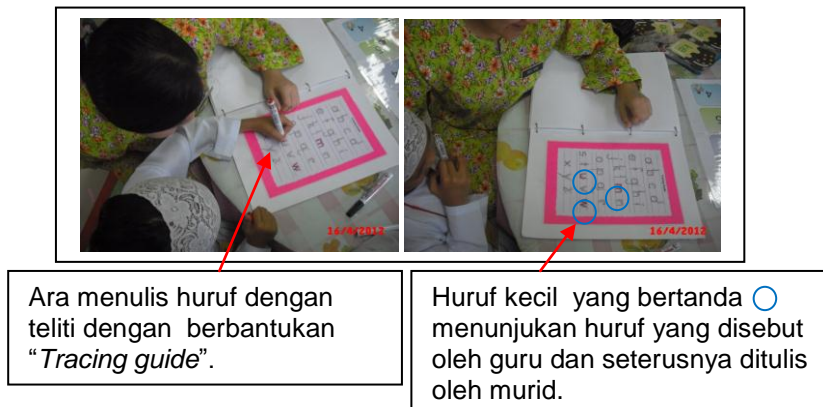 16/4/2012
16/4/2012
a b c d
e f g h i
j k l m n
o p q r
s t u v w
x y z
Ara menulis huruf dengan
teliti dengan berbantukan
“Tracing guide”.
Huruf kecil yang bertanda
menunjukan huruf yang disebut
oleh guru dan seterusnya ditulis
oleh murid.